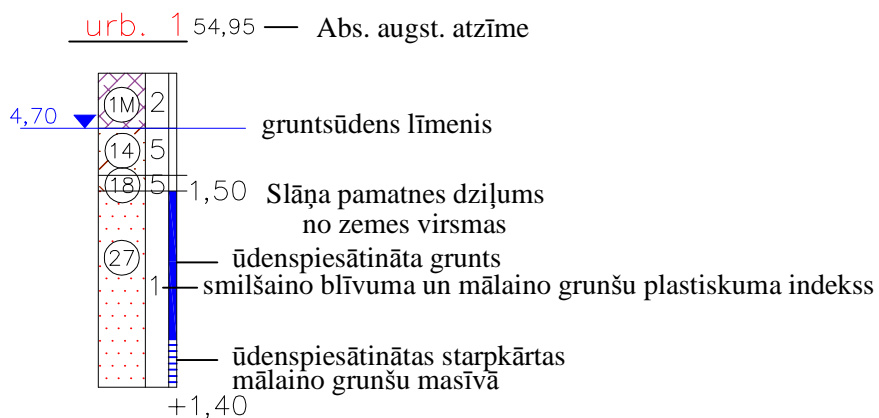 urb. 1 54,95 Abs. augst. atzīme
1M 2
4,70 gruntsūdens līmenis
14 5
18 5 1,50 Slāņa pamatnes dziļums
no zemes virsmas
27 ūdenspiesātināta grunts
1 smilšaino blīvuma un mālaino grunšu plastiskuma indekss
ūdenspiesātinātas starpkārtas
mālaino grunšu masīvā
+1,40